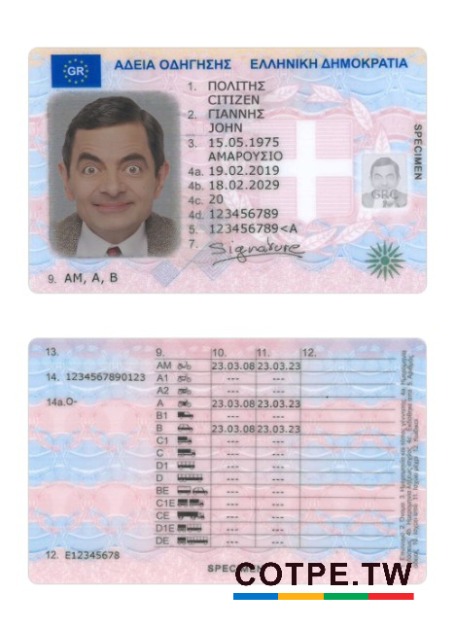 GR
ΑΔΕΙΑ ΟΔΗΓΗΣΗΣ ΕΛΛΗΝΙΚΗ ΔΗΜΟΚΡΑΤΙΑ
1. ΠΟΛΙΤΗΣ
CITIZEN
2. ΓΙΑΝΝΗΣ
JOHN
3. 15.05.1975
ΑΜΑΡΟΥΣΙΟ
4a. 19.02.2019
4b. 18.02.2029
4c. 20
4d. 123456789
5. 123456789<A
7. Signature
9. AM, A, B
SPECIMEN
13.
14. 1234567890123
14a.O-
12. E12345678
9. 10. 11. 12.
AM 23.03.08 23.03.23
A1 --- ---
A2 --- ---
A 23.03.08 23.03.23
B1 --- ---
B 23.03.08 23.03.23
C1 --- ---
C --- ---
D1 --- ---
D --- ---
BE --- ---
C1E --- ---
CE --- ---
D1E --- ---
DE --- ---
SPECIMEN
COTPE.TW